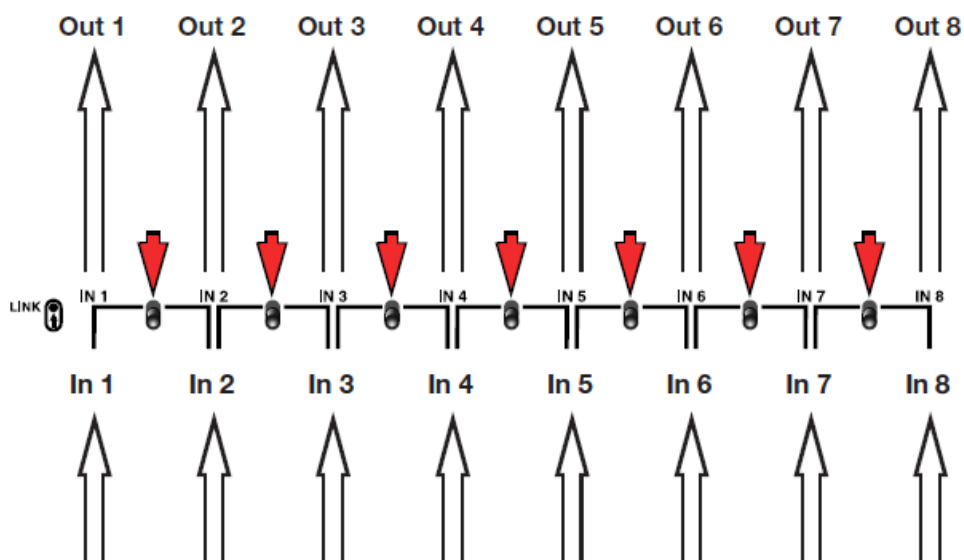 Out 1 Out 2 Out 3 Out 4 Out 5 Out 6 Out 7 Out 8
LINK IN 1 IN 2 IN 3 IN 4 IN 5 IN 6 IN 7 IN 8
In 1 In 2 In 3 In 4 In 5 In 6 In 7 In 8